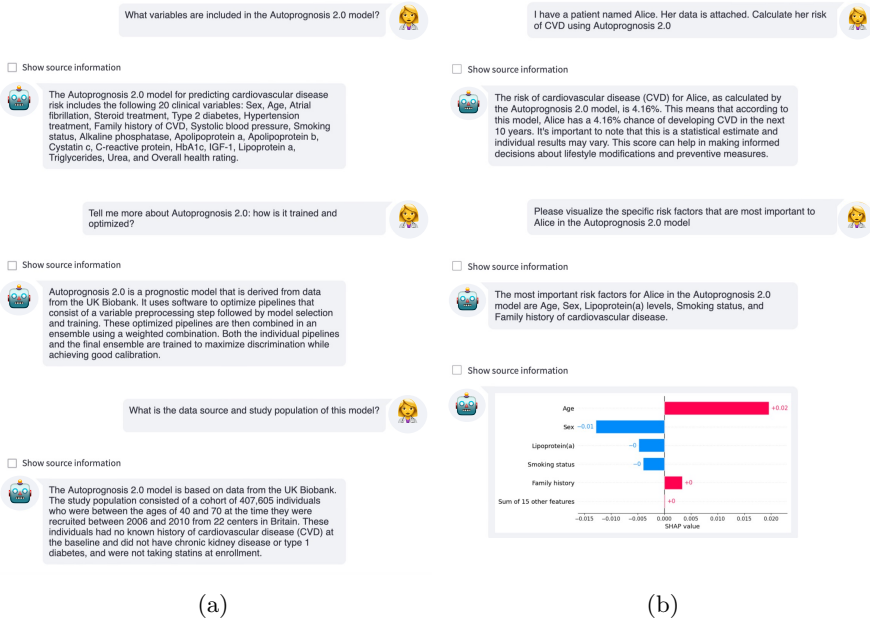 What variables are included in the Autoprognosis 2.0 model?
Show source information
The Autoprognosis 2.0 model for predicting cardiovascular disease
risk includes the following 20 clinical variables: Sex, Age, Atrial
fibrillation, Steroid treatment, Type 2 diabetes, Hypertension
treatment, Family history of CVD, Systolic blood pressure, Smoking
status, Alkaline phosphatase, Apolipoprotein a, Apolipoprotein b,
Cystatin c, C-reactive protein, HbA1c, IGF-1, Lipoprotein a,
Triglycerides, Urea, and Overall health rating.
Tell me more about Autoprognosis 2.0: how is it trained and
optimized?
Show source information
Autoprognosis 2.0 is a prognostic model that is derived from data
from the UK Biobank. It uses software to optimize pipelines that
consist of a variable preprocessing step followed by model selection
and training. These optimized pipelines are then combined in an
ensemble using a weighted combination. Both the individual pipelines
and the final ensemble are trained to maximize discrimination while
achieving good calibration.
What is the data source and study population of this model?
Show source information
The Autoprognosis 2.0 model is based on data from the UK Biobank.
The study population consisted of a cohort of 407,605 individuals
who were between the ages of 40 and 70 at the time they were
recruited between 2006 and 2010 from 22 centers in Britain. These
individuals had no known history of cardiovascular disease (CVD) at
the baseline and did not have chronic kidney disease or type 1
diabetes, and were not taking statins at enrollment.
(a)
I have a patient named Alice. Her data is attached. Calculate her risk
of CVD using Autoprognosis 2.0
Show source information
The risk of cardiovascular disease (CVD) for Alice, as calculated by
the Autoprognosis 2.0 model, is 4.16%. This means that according to
this model, Alice has a 4.16% chance of developing CVD in the next
10 years. It's important to note that this is a statistical estimate and
individual results may vary. This score can help in making informed
decisions about lifestyle modifications and preventive measures.
Please visualize the specific risk factors that are most important to
Alice in the Autoprognosis 2.0 model
Show source information
The most important risk factors for Alice in the Autoprognosis 2.0
model are Age, Sex, Lipoprotein(a) levels, Smoking status, and
Family history of cardiovascular disease.
Show source information
Age +0.02
Sex −0.01
Lipoprotein(a) −0
Smoking status −0
Family history +0
Sum of 15 other features +0
−0.015 −0.010 −0.005 0.000 0.005 0.010 0.015 0.020
SHAP value
(b)